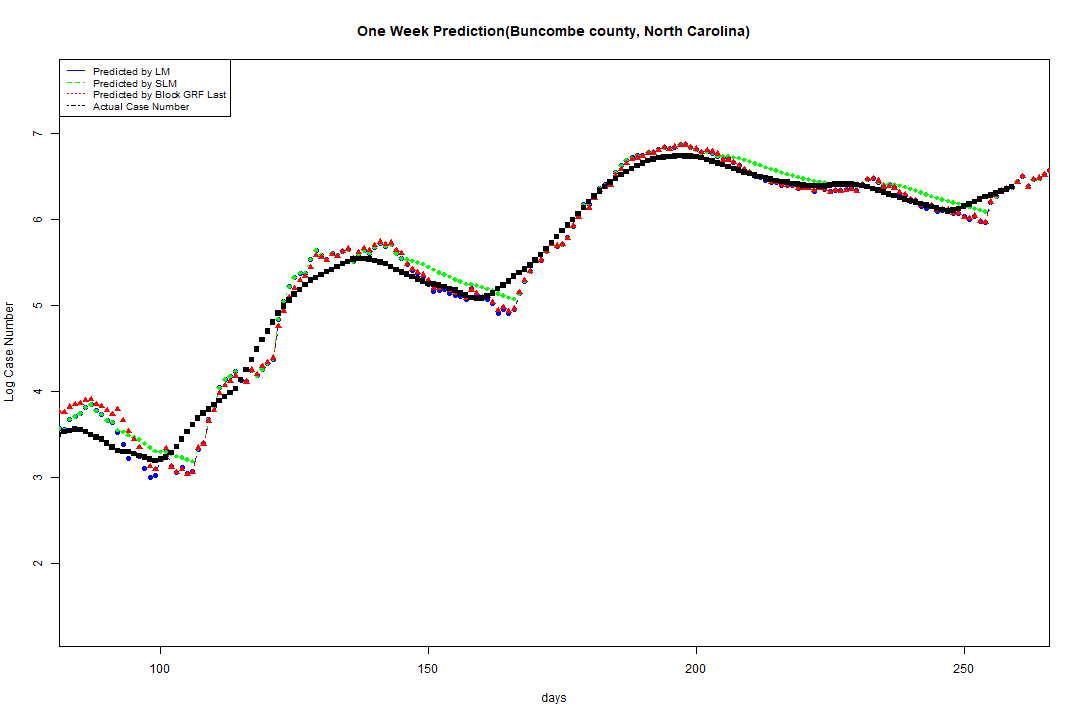 One Week Prediction(Buncombe county, North Carolina)
Predicted by LM
Predicted by SLM
Predicted by Block GRF Last
Actual Case Number
7
6
5
4
3
2
Log Case Number
100 150 200 250
days